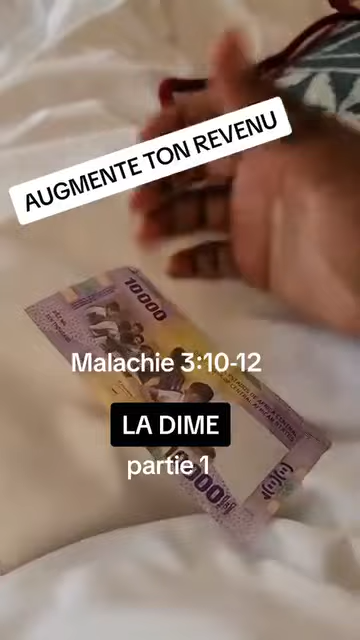 AUGMENTE TON REVENU
10000
Malachie 3:10-12
LA DIME
partie 1